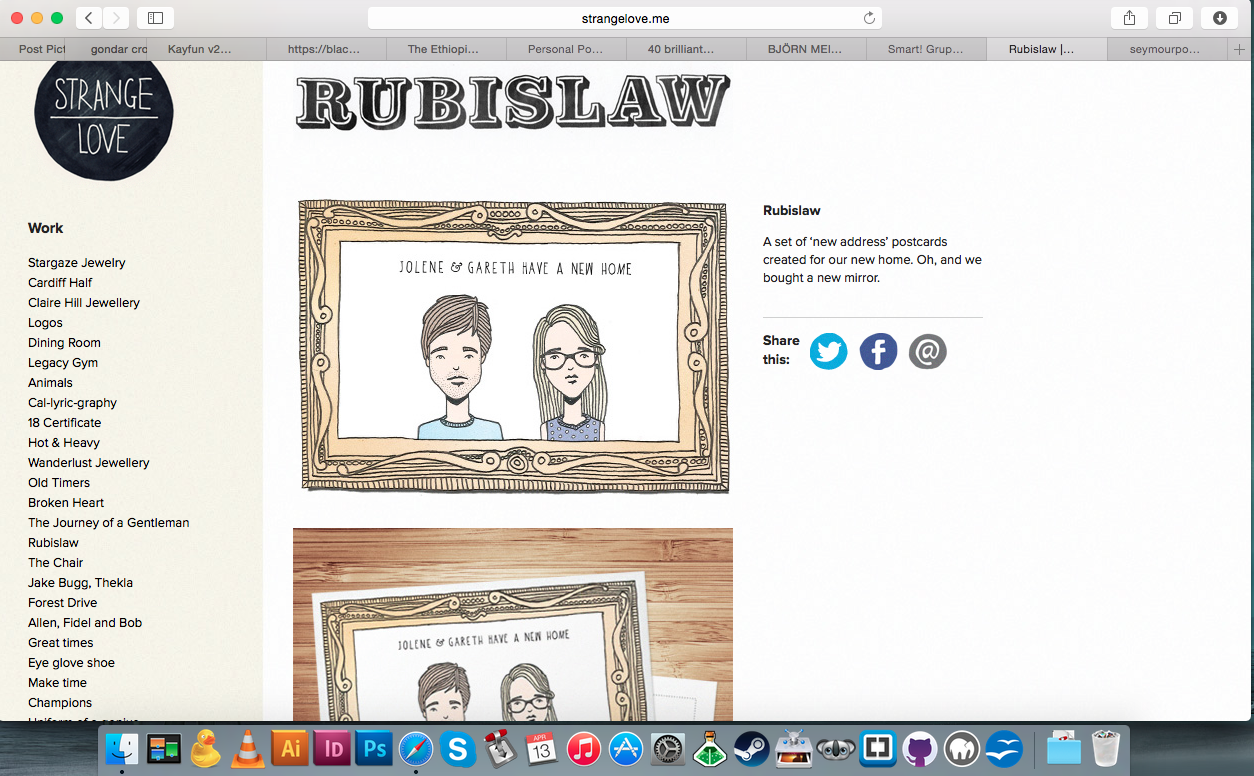 strangelove.me
Post Pict
gondar cro
Kayfun v2...
https://blac...
The Ethiopi...
Personal Po...
40 brilliant...
BJÖRN MEI...
Smart! Grup...
Rubislaw |...
seymourpo...
STRANGE
LOVE
RUBISLAW
Work
Stargaze Jewelry
Cardiff Half
Claire Hill Jewellery
Logos
Dining Room
Legacy Gym
Animals
Cal-lyric-graphy
18 Certificate
Hot & Heavy
Wanderlust Jewellery
Old Timers
Broken Heart
The Journey of a Gentleman
Rubislaw
The Chair
Jake Bugg, Thekla
Forest Drive
Allen, Fidel and Bob
Great times
Eye glove shoe
Make time
Champions
Uniform of a genius
JOLENE & GARETH HAVE A NEW HOME
Rubislaw
A set of ‘new address’ postcards
created for our new home. Oh, and we
bought a new mirror.
Share
this:
JOLENE & GARETH HAVE A NEW HOME
Ai
Id
Ps
S
APR
13